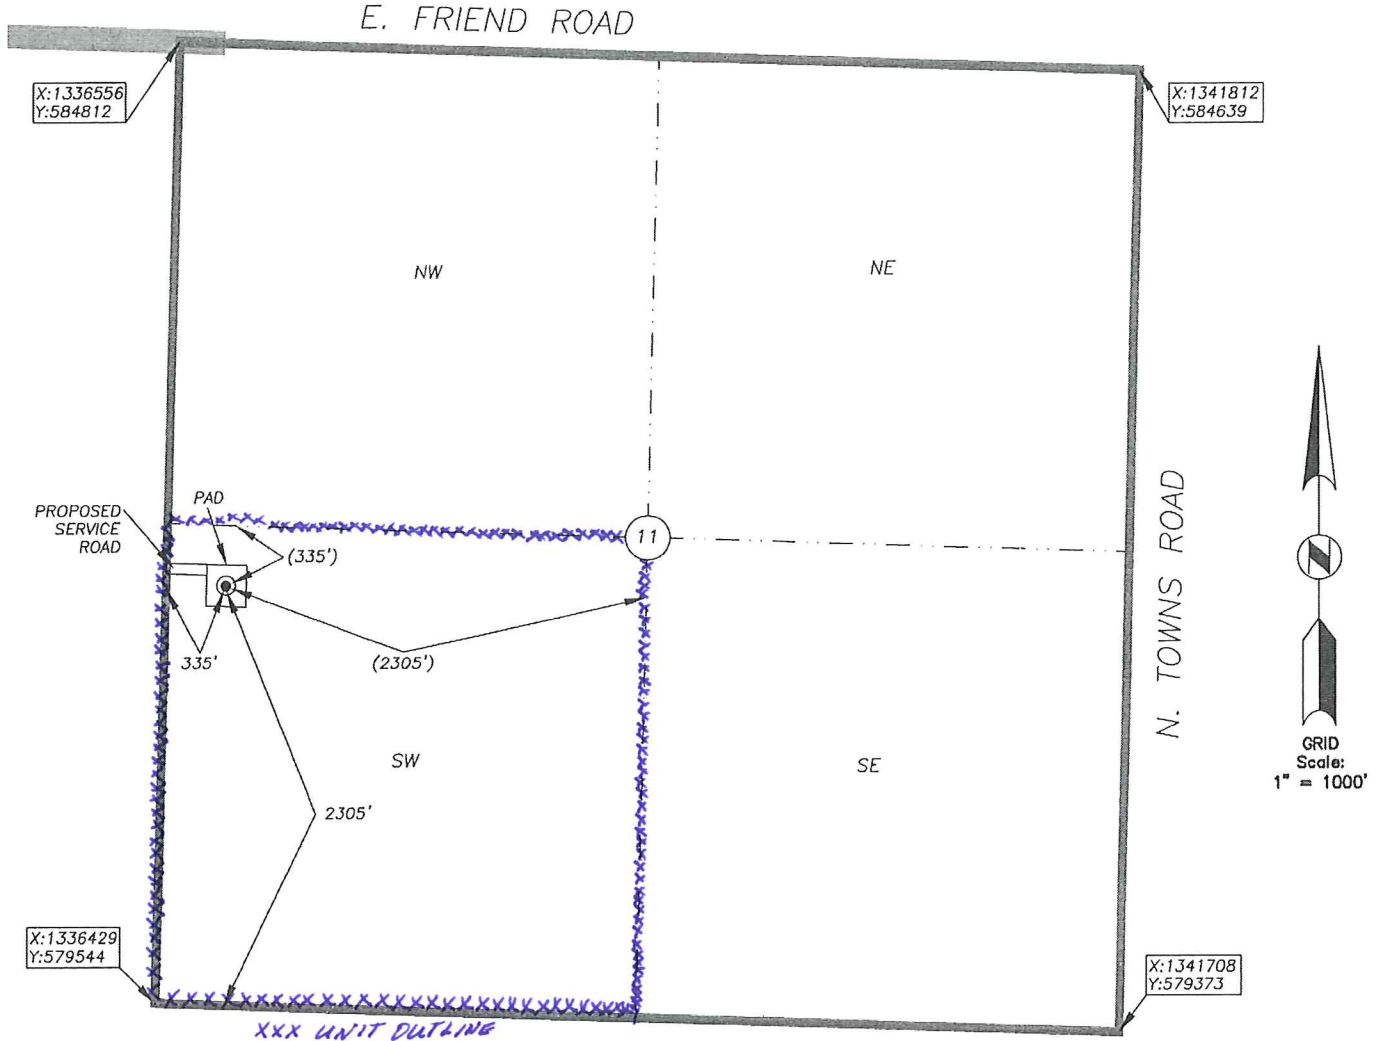 E. FRIEND ROAD
X:1336556
Y:584812
X:1341812
Y:584639
NW
NE
PROPOSED
SERVICE
ROAD
PAD
(335')
11
335'
(2305')
N. TOWNS ROAD
SW
SE
2305'
GRID
Scale:
1" = 1000'
X:1336429
Y:579544
X:1341708
Y:579373
XXX UNIT OUTLINE